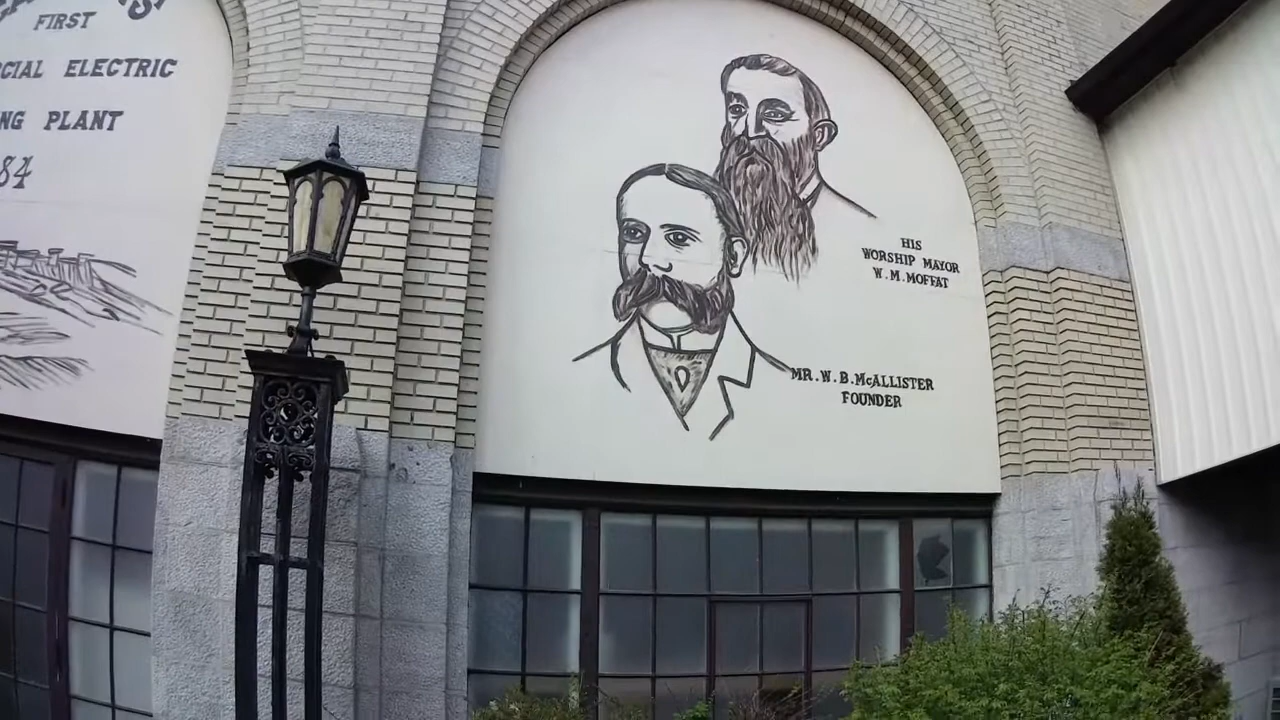 FIRST
CIAL ELECTRIC
NG PLANT
84
HIS
WORSHIP MAYOR
W.M.MOFFAT
MR.W.B.McALLISTER
FOUNDER